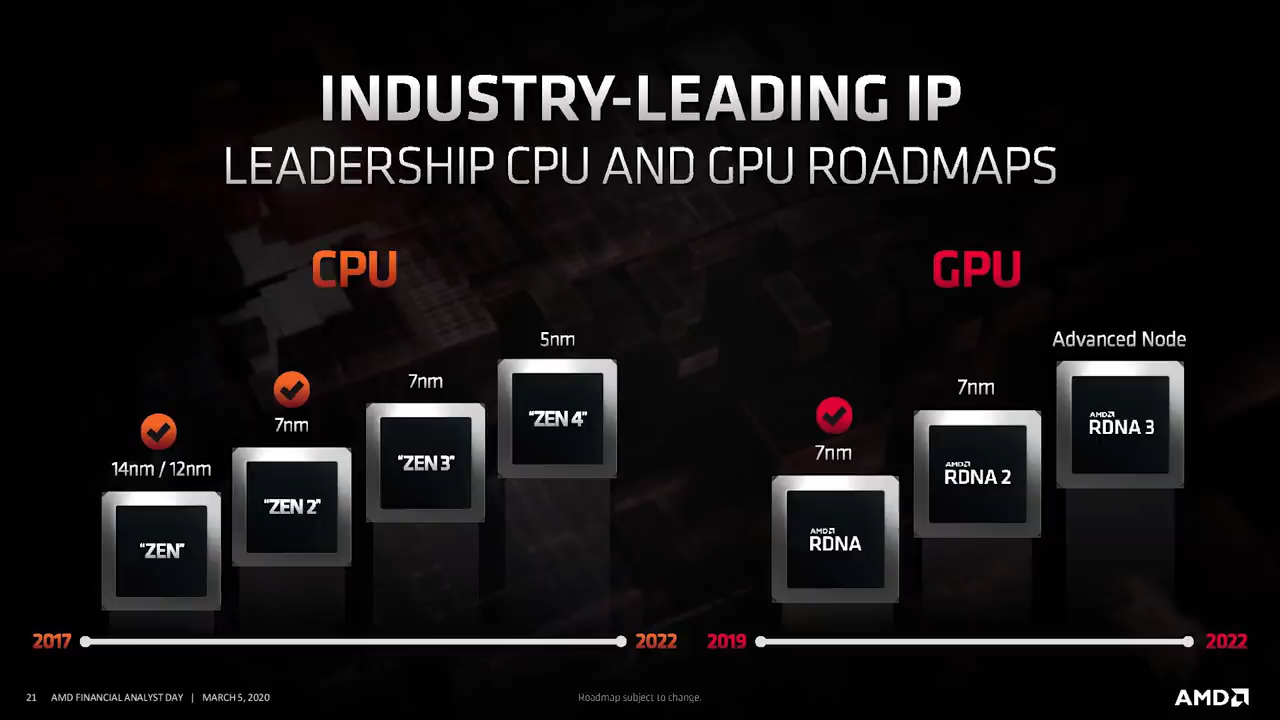 INDUSTRY-LEADING IP
LEADERSHIP CPU AND GPU ROADMAPS
CPU
14nm / 12nm
"ZEN"
7nm
"ZEN 2"
7nm
"ZEN 3"
5nm
"ZEN 4"
2017
2022
GPU
7nm
AMD
RDNA
7nm
AMD
RDNA 2
Advanced Node
AMD
RDNA 3
2019
2022
21 AMD FINANCIAL ANALYST DAY | MARCH 5, 2020
Roadmap subject to change.
AMD